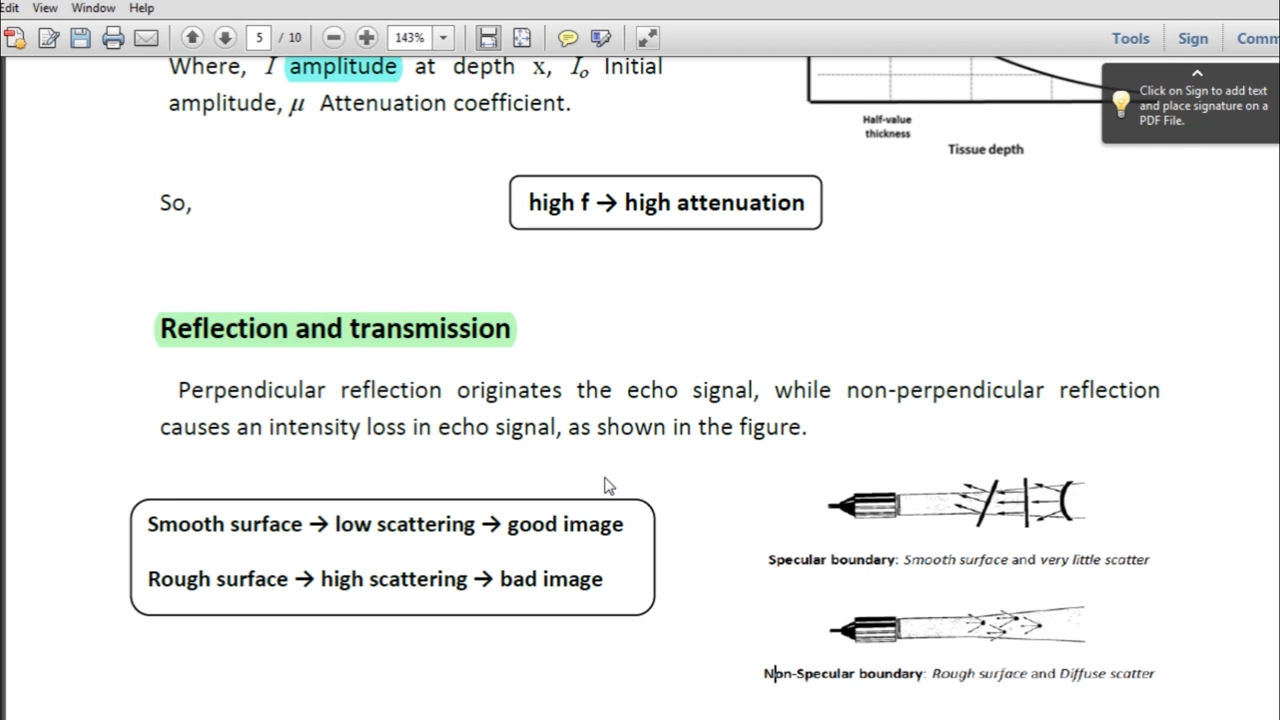 Edit View Window Help
5 / 10 143% Tools Sign Comm
Where, I amplitude at depth x, Io Initial
amplitude, μ Attenuation coefficient.
Half-value
thickness
Tissue depth
Click on Sign to add text
and place signature on a
PDF File.
So,
high f → high attenuation
Reflection and transmission
Perpendicular reflection originates the echo signal, while non-perpendicular reflection
causes an intensity loss in echo signal, as shown in the figure.
Smooth surface → low scattering → good image
Rough surface → high scattering → bad image
Specular boundary: Smooth surface and very little scatter
Non-Specular boundary: Rough surface and Diffuse scatter